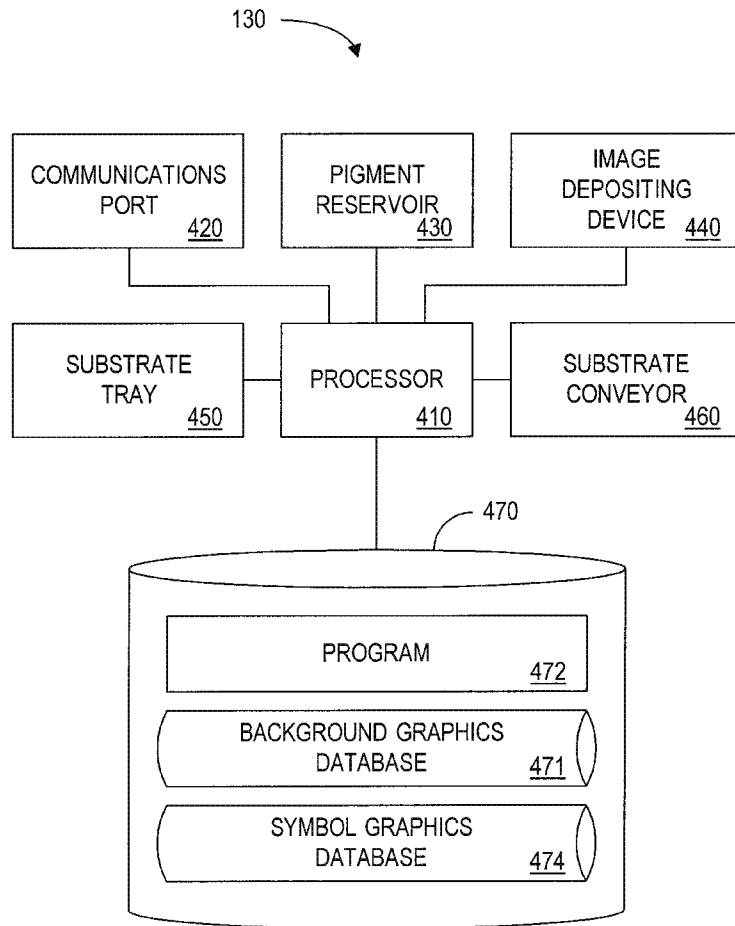 130
COMMUNICATIONS
PORT
420
PIGMENT
RESERVOIR
430
IMAGE
DEPOSITING
DEVICE
440
SUBSTRATE
TRAY
450
PROCESSOR
410
SUBSTRATE
CONVEYOR
460
470
PROGRAM
472
BACKGROUND GRAPHICS
DATABASE
471
SYMBOL GRAPHICS
DATABASE
474